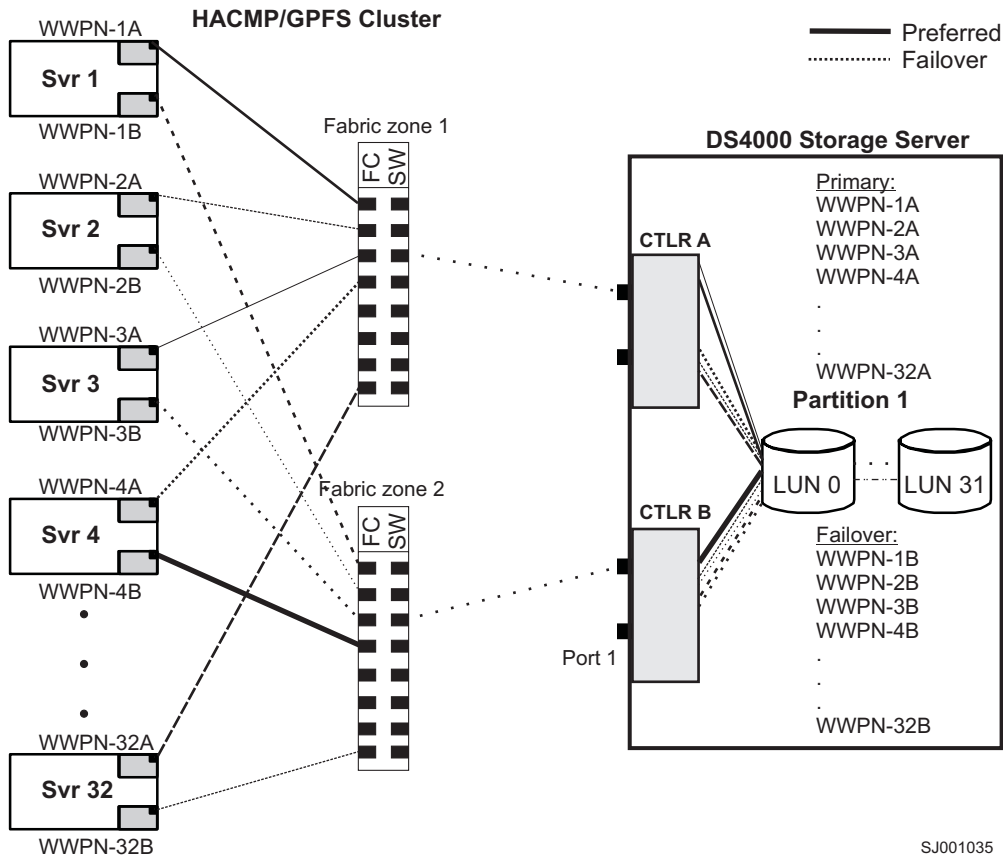 HACMP/GPFS Cluster
Preferred
Failover
WWPN-1A
Svr 1
WWPN-1B
WWPN-2A
Svr 2
WWPN-2B
WWPN-3A
Svr 3
WWPN-3B
WWPN-4A
Svr 4
WWPN-4B
WWPN-32A
Svr 32
WWPN-32B
Fabric zone 1
FC
SW
Fabric zone 2
FC
SW
DS4000 Storage Server
CTLR A
CTLR B
Port 1
Primary:
WWPN-1A
WWPN-2A
WWPN-3A
WWPN-4A
.
.
.
WWPN-32A
Partition 1
LUN 0
LUN 31
Failover:
WWPN-1B
WWPN-2B
WWPN-3B
WWPN-4B
.
.
.
WWPN-32B
SJ001035